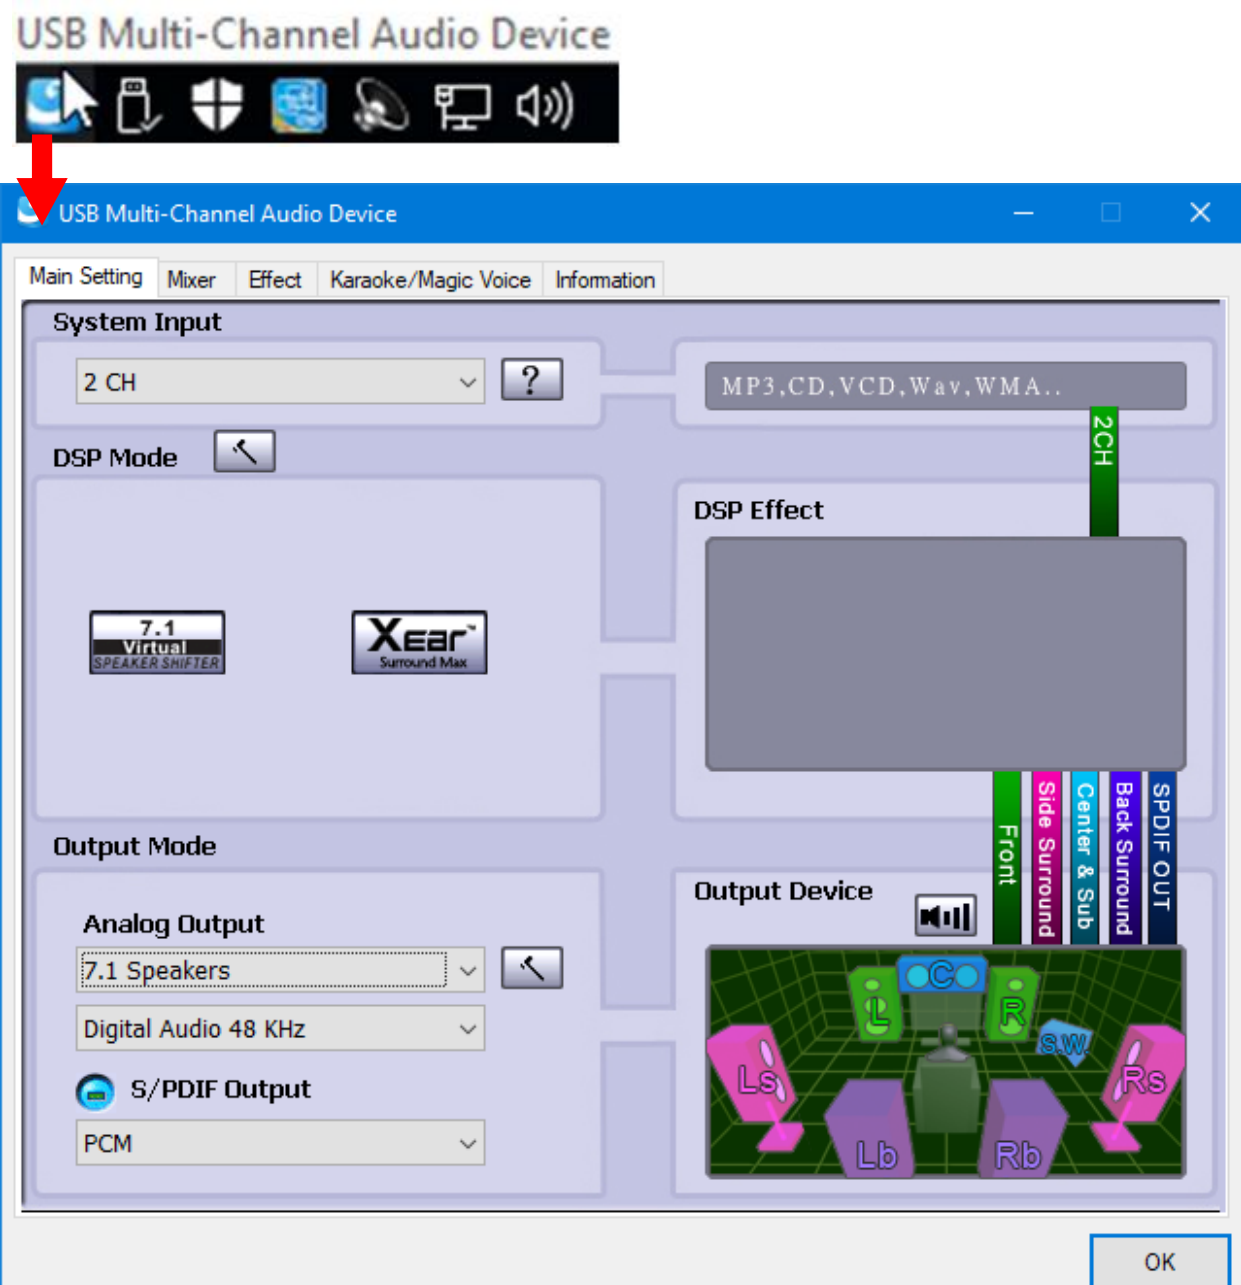 USB Multi-Channel Audio Device
USB Multi-Channel Audio Device
Main Setting
Mixer
Effect
Karaoke/Magic Voice
Information
System Input
2 CH
?
MP3,CD,VCD,Wav,WMA..
2CH
DSP Mode
DSP Effect
7.1
Virtual
SPEAKER SHIFTER
Xear™
Surround Max
Front
Side Surround
Center & Sub
Back Surround
SPDIF OUT
Output Mode
Output Device
Analog Output
7.1 Speakers
Digital Audio 48 KHz
S/PDIF Output
PCM
C
L
R
S.W.
Ls
Rs
Lb
Rb
OK